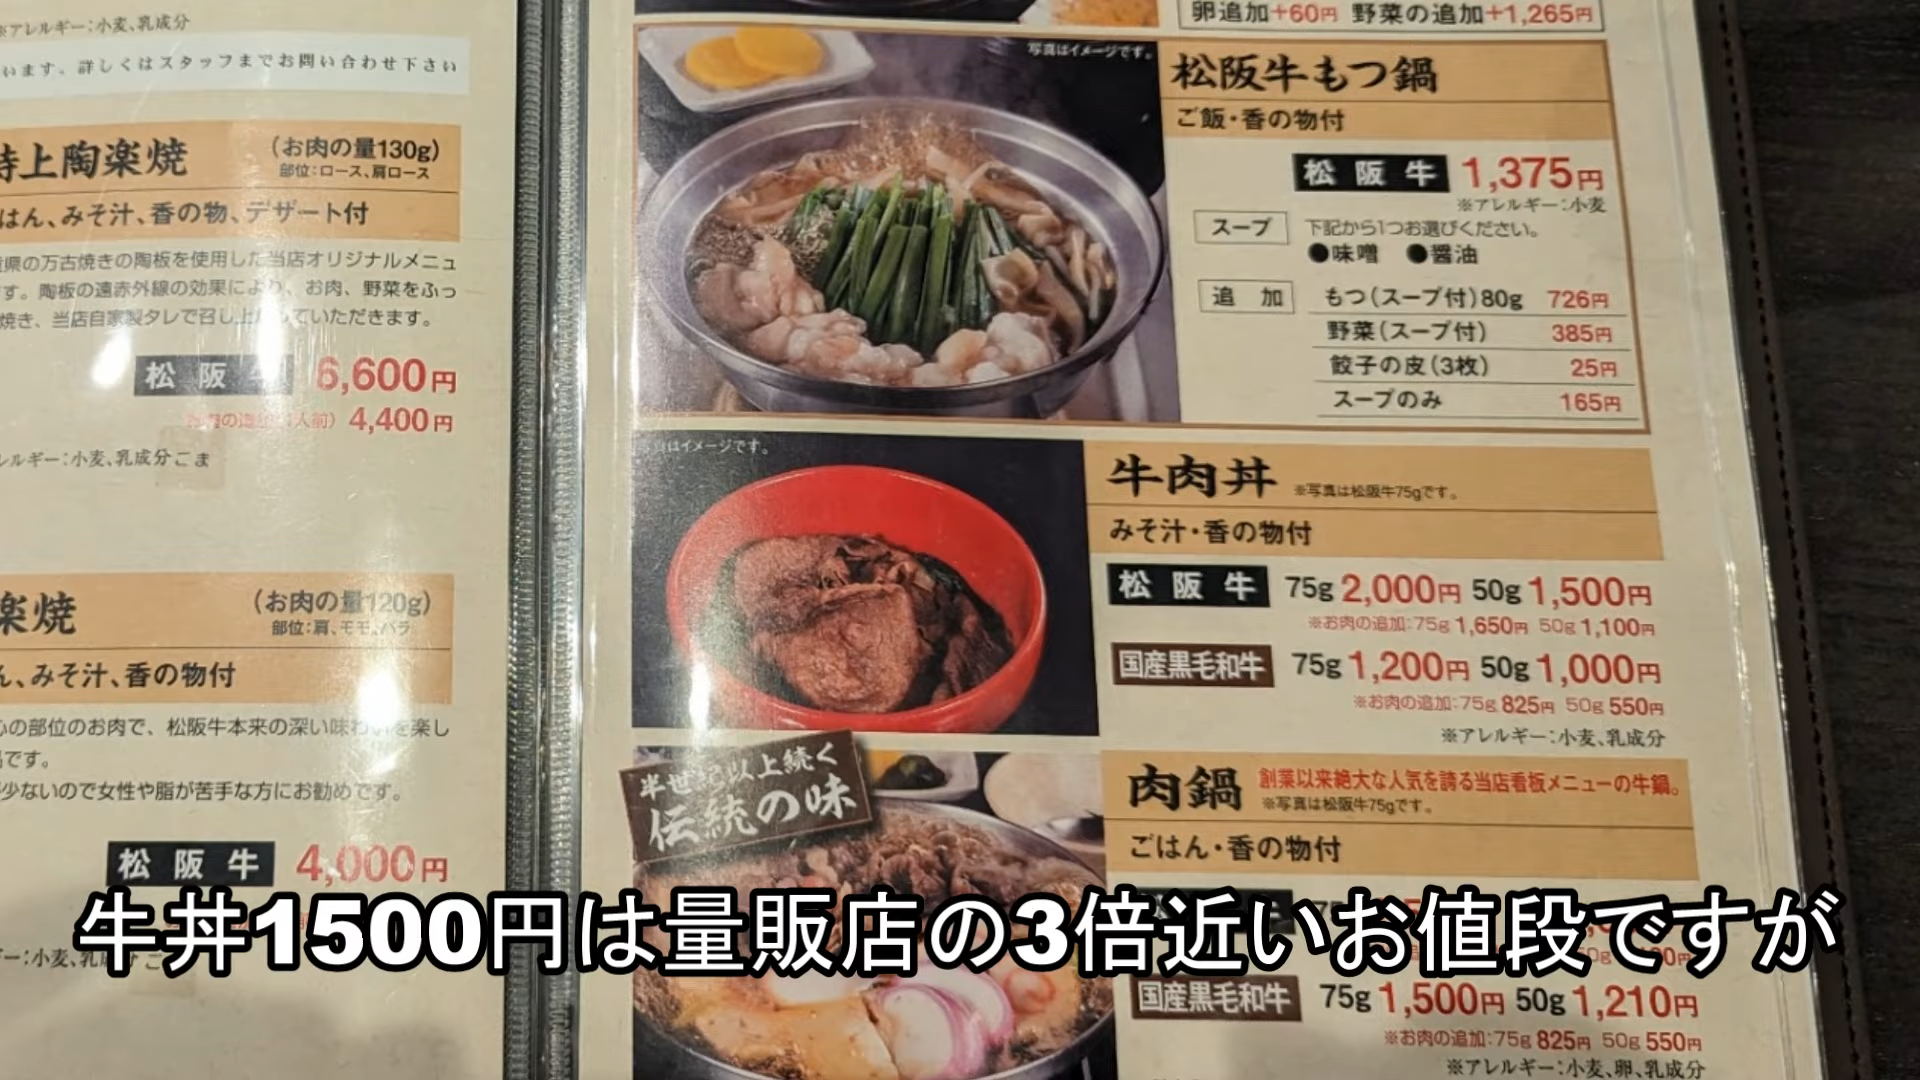 ※アレルギー:小麦、乳成分
います。詳しくはスタッフまでお問い合わせ下さい
特上陶楽焼 (お肉の量130g)
部位:ロース、肩ロース
はん、みそ汁、香の物、デザート付
県の万古焼きの陶板を使用した当店オリジナルメニュ
す。陶板の遠赤外線の効果により、お肉、野菜をふっ
焼き、当店自家製タレで召し上がっていただきます。
松阪牛 6,600円
4,400円
レルギー:小麦、乳成分ごま
楽焼 (お肉の量120g)
部位:肩、モモ、バラ
ん、みそ汁、香の物付
心の部位のお肉で、松阪牛本来の深い味わいを楽し
品です。
少ないので女性や脂が苦手な方にお勧めです。
松阪牛 4,000円
卵追加+60円 野菜の追加+1,265円
写真はイメージです。
松阪牛もつ鍋
ご飯・香の物付
松阪牛 1,375円
※アレルギー:小麦
スープ 下記から1つお選びください。
●味噌 ●醤油
追加 もつ(スープ付)80g 726円
野菜(スープ付) 385円
餃子の皮(3枚) 25円
スープのみ 165円
写真はイメージです。
牛肉丼 ※写真は松阪牛75gです。
みそ汁・香の物付
松阪牛 75g 2,000円 50g 1,500円
※お肉の追加:75g 1,650円 50g 1,100円
国産黒毛和牛 75g 1,200円 50g 1,000円
※お肉の追加:75g 825円 50g 550円
※アレルギー:小麦、乳成分
半世記以上続く
伝統の味
肉鍋 創業以来絶大な人気を誇る当店看板メニューの牛鍋。
※写真は松阪牛75gです。
ごはん・香の物付
国産黒毛和牛 75g 1,500円 50g 1,210円
※お肉の追加:75g 825円 50g 550円
※アレルギー:小麦、卵、乳成分
牛丼1500円は量販店の3倍近いお値段ですが